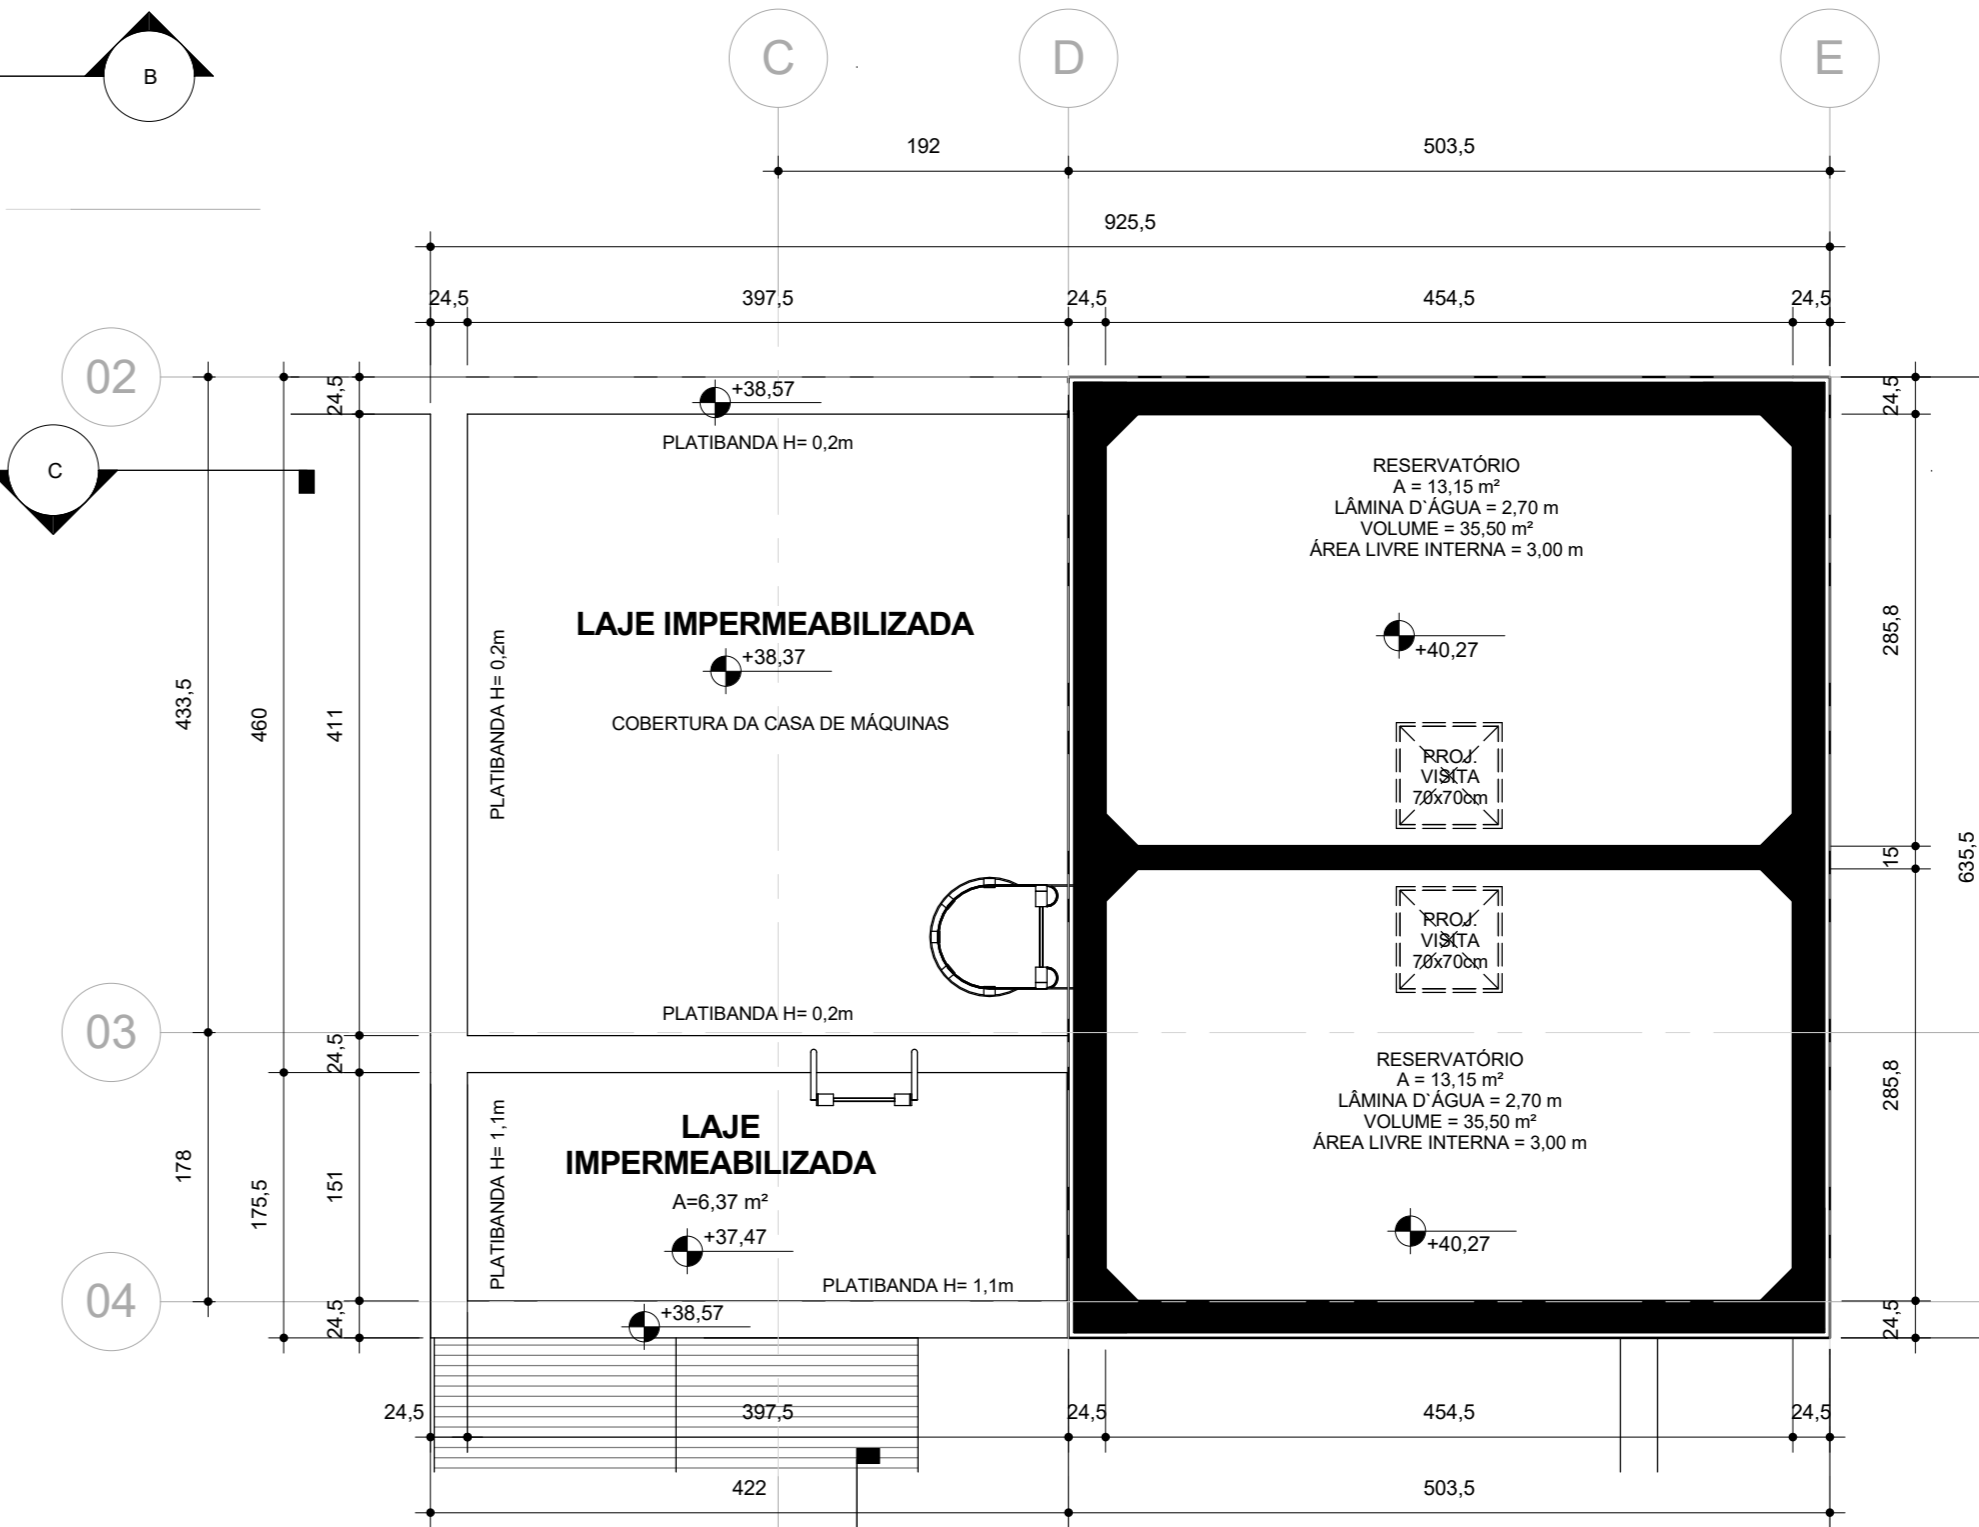 B
C
D
E
192
503,5
925,5
24,5
397,5
24,5
454,5
24,5
02
03
04
C
433,5
178
460
175,5
24,5
411
24,5
151
24,5
+38,57
PLATIBANDA H= 0,2m
PLATIBANDA H= 0,2m
LAJE IMPERMEABILIZADA
+38,37
COBERTURA DA CASA DE MÁQUINAS
PLATIBANDA H= 0,2m
PLATIBANDA H= 1,1m
LAJE
IMPERMEABILIZADA
A=6,37 m²
+37,47
PLATIBANDA H= 1,1m
+38,57
RESERVATÓRIO
A = 13,15 m²
LÂMINA D`ÁGUA = 2,70 m
VOLUME = 35,50 m²
ÁREA LIVRE INTERNA = 3,00 m
+40,27
PROJ.
VISITA
70x70cm
PROJ.
VISITA
70x70cm
RESERVATÓRIO
A = 13,15 m²
LÂMINA D`ÁGUA = 2,70 m
VOLUME = 35,50 m²
ÁREA LIVRE INTERNA = 3,00 m
+40,27
24,5
285,8
15
285,8
24,5
635,5
24,5
397,5
24,5
454,5
24,5
422
503,5